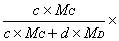 c × Mc
c × Mc + d × MD ×